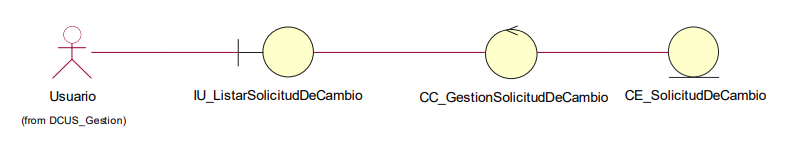 Usuario
(from DCUS_Gestion)
IU_ListarSolicitudDeCambio
CC_GestionSolicitudDeCambio
CE_SolicitudDeCambio